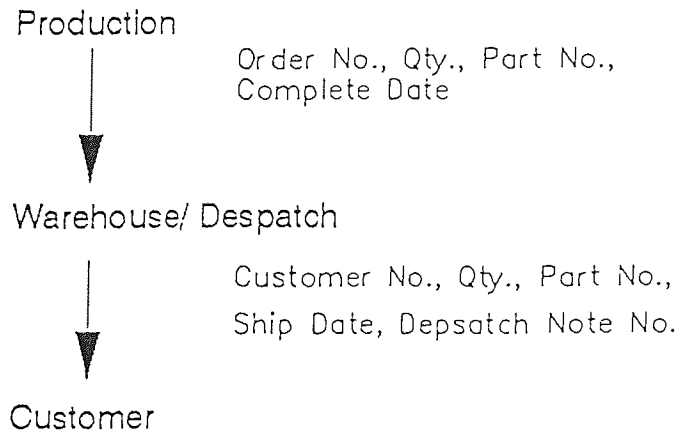 Production
Order No., Qty., Part No.,
Complete Date
Warehouse/ Despatch
Customer No., Qty., Part No.,
Ship Date, Depsatch Note No.
Customer